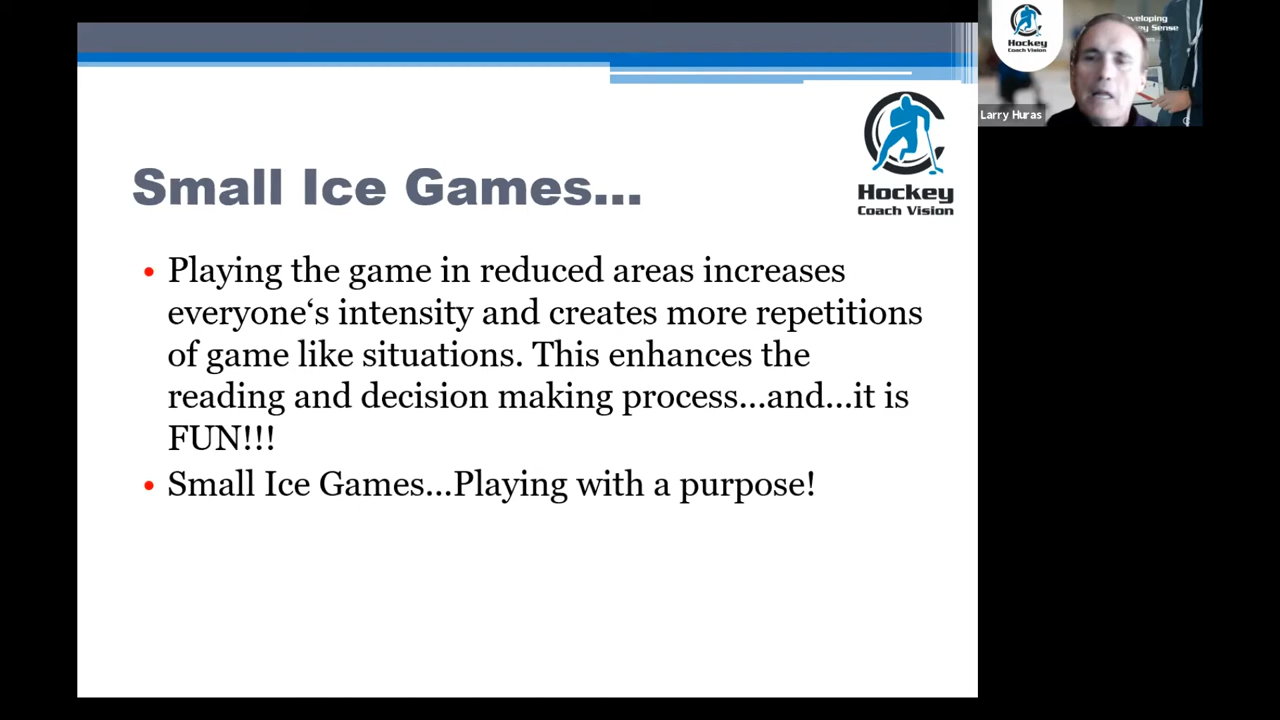 Small Ice Games...
Hockey
Coach Vision
• Playing the game in reduced areas increases
everyone‘s intensity and creates more repetitions
of game like situations. This enhances the
reading and decision making process...and...it is
FUN!!!
• Small Ice Games...Playing with a purpose!
Hockey
Coach Vision
Larry Huras
Sense